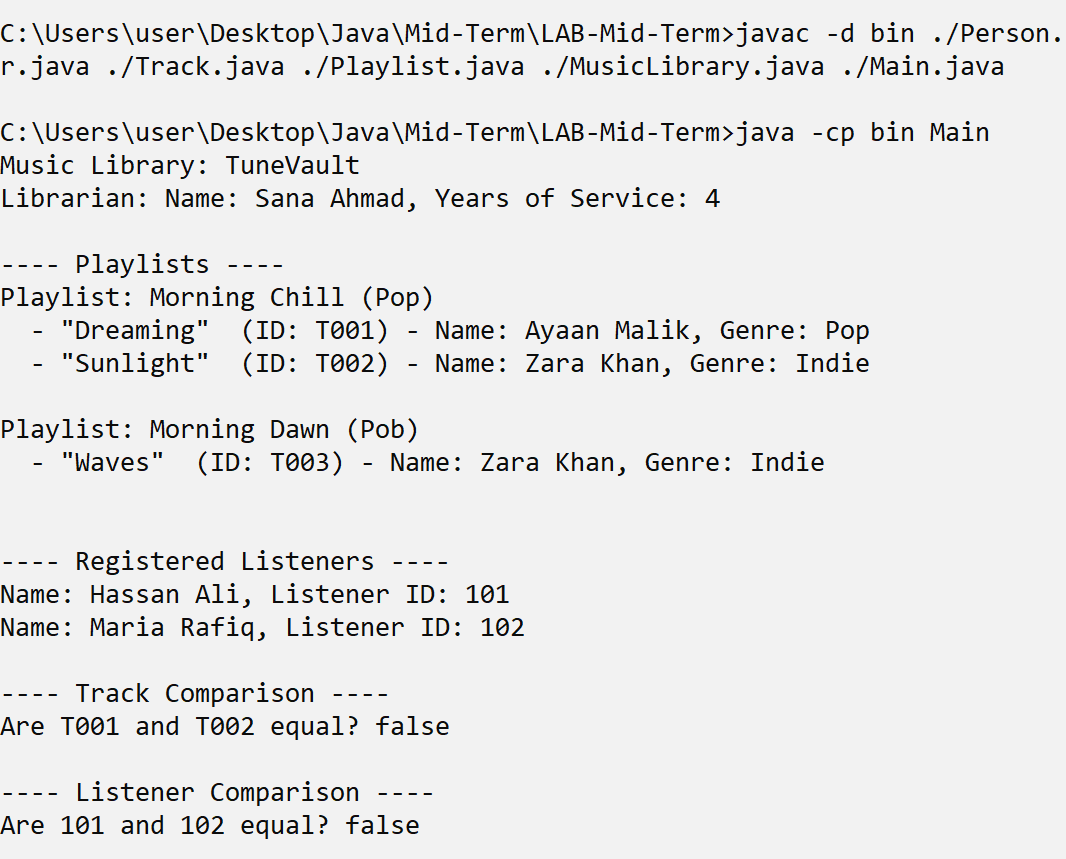 C:\Users\user\Desktop\Java\Mid-Term\LAB-Mid-Term>javac -d bin ./Person.
r.java ./Track.java ./Playlist.java ./MusicLibrary.java ./Main.java
C:\Users\user\Desktop\Java\Mid-Term\LAB-Mid-Term>java -cp bin Main
Music Library: TuneVault
Librarian: Name: Sana Ahmad, Years of Service: 4
---- Playlists ----
Playlist: Morning Chill (Pop)
  - "Dreaming"  (ID: T001) - Name: Ayaan Malik, Genre: Pop
  - "Sunlight"  (ID: T002) - Name: Zara Khan, Genre: Indie
Playlist: Morning Dawn (Pob)
  - "Waves"  (ID: T003) - Name: Zara Khan, Genre: Indie
---- Registered Listeners ----
Name: Hassan Ali, Listener ID: 101
Name: Maria Rafiq, Listener ID: 102
---- Track Comparison ----
Are T001 and T002 equal? false
---- Listener Comparison ----
Are 101 and 102 equal? false